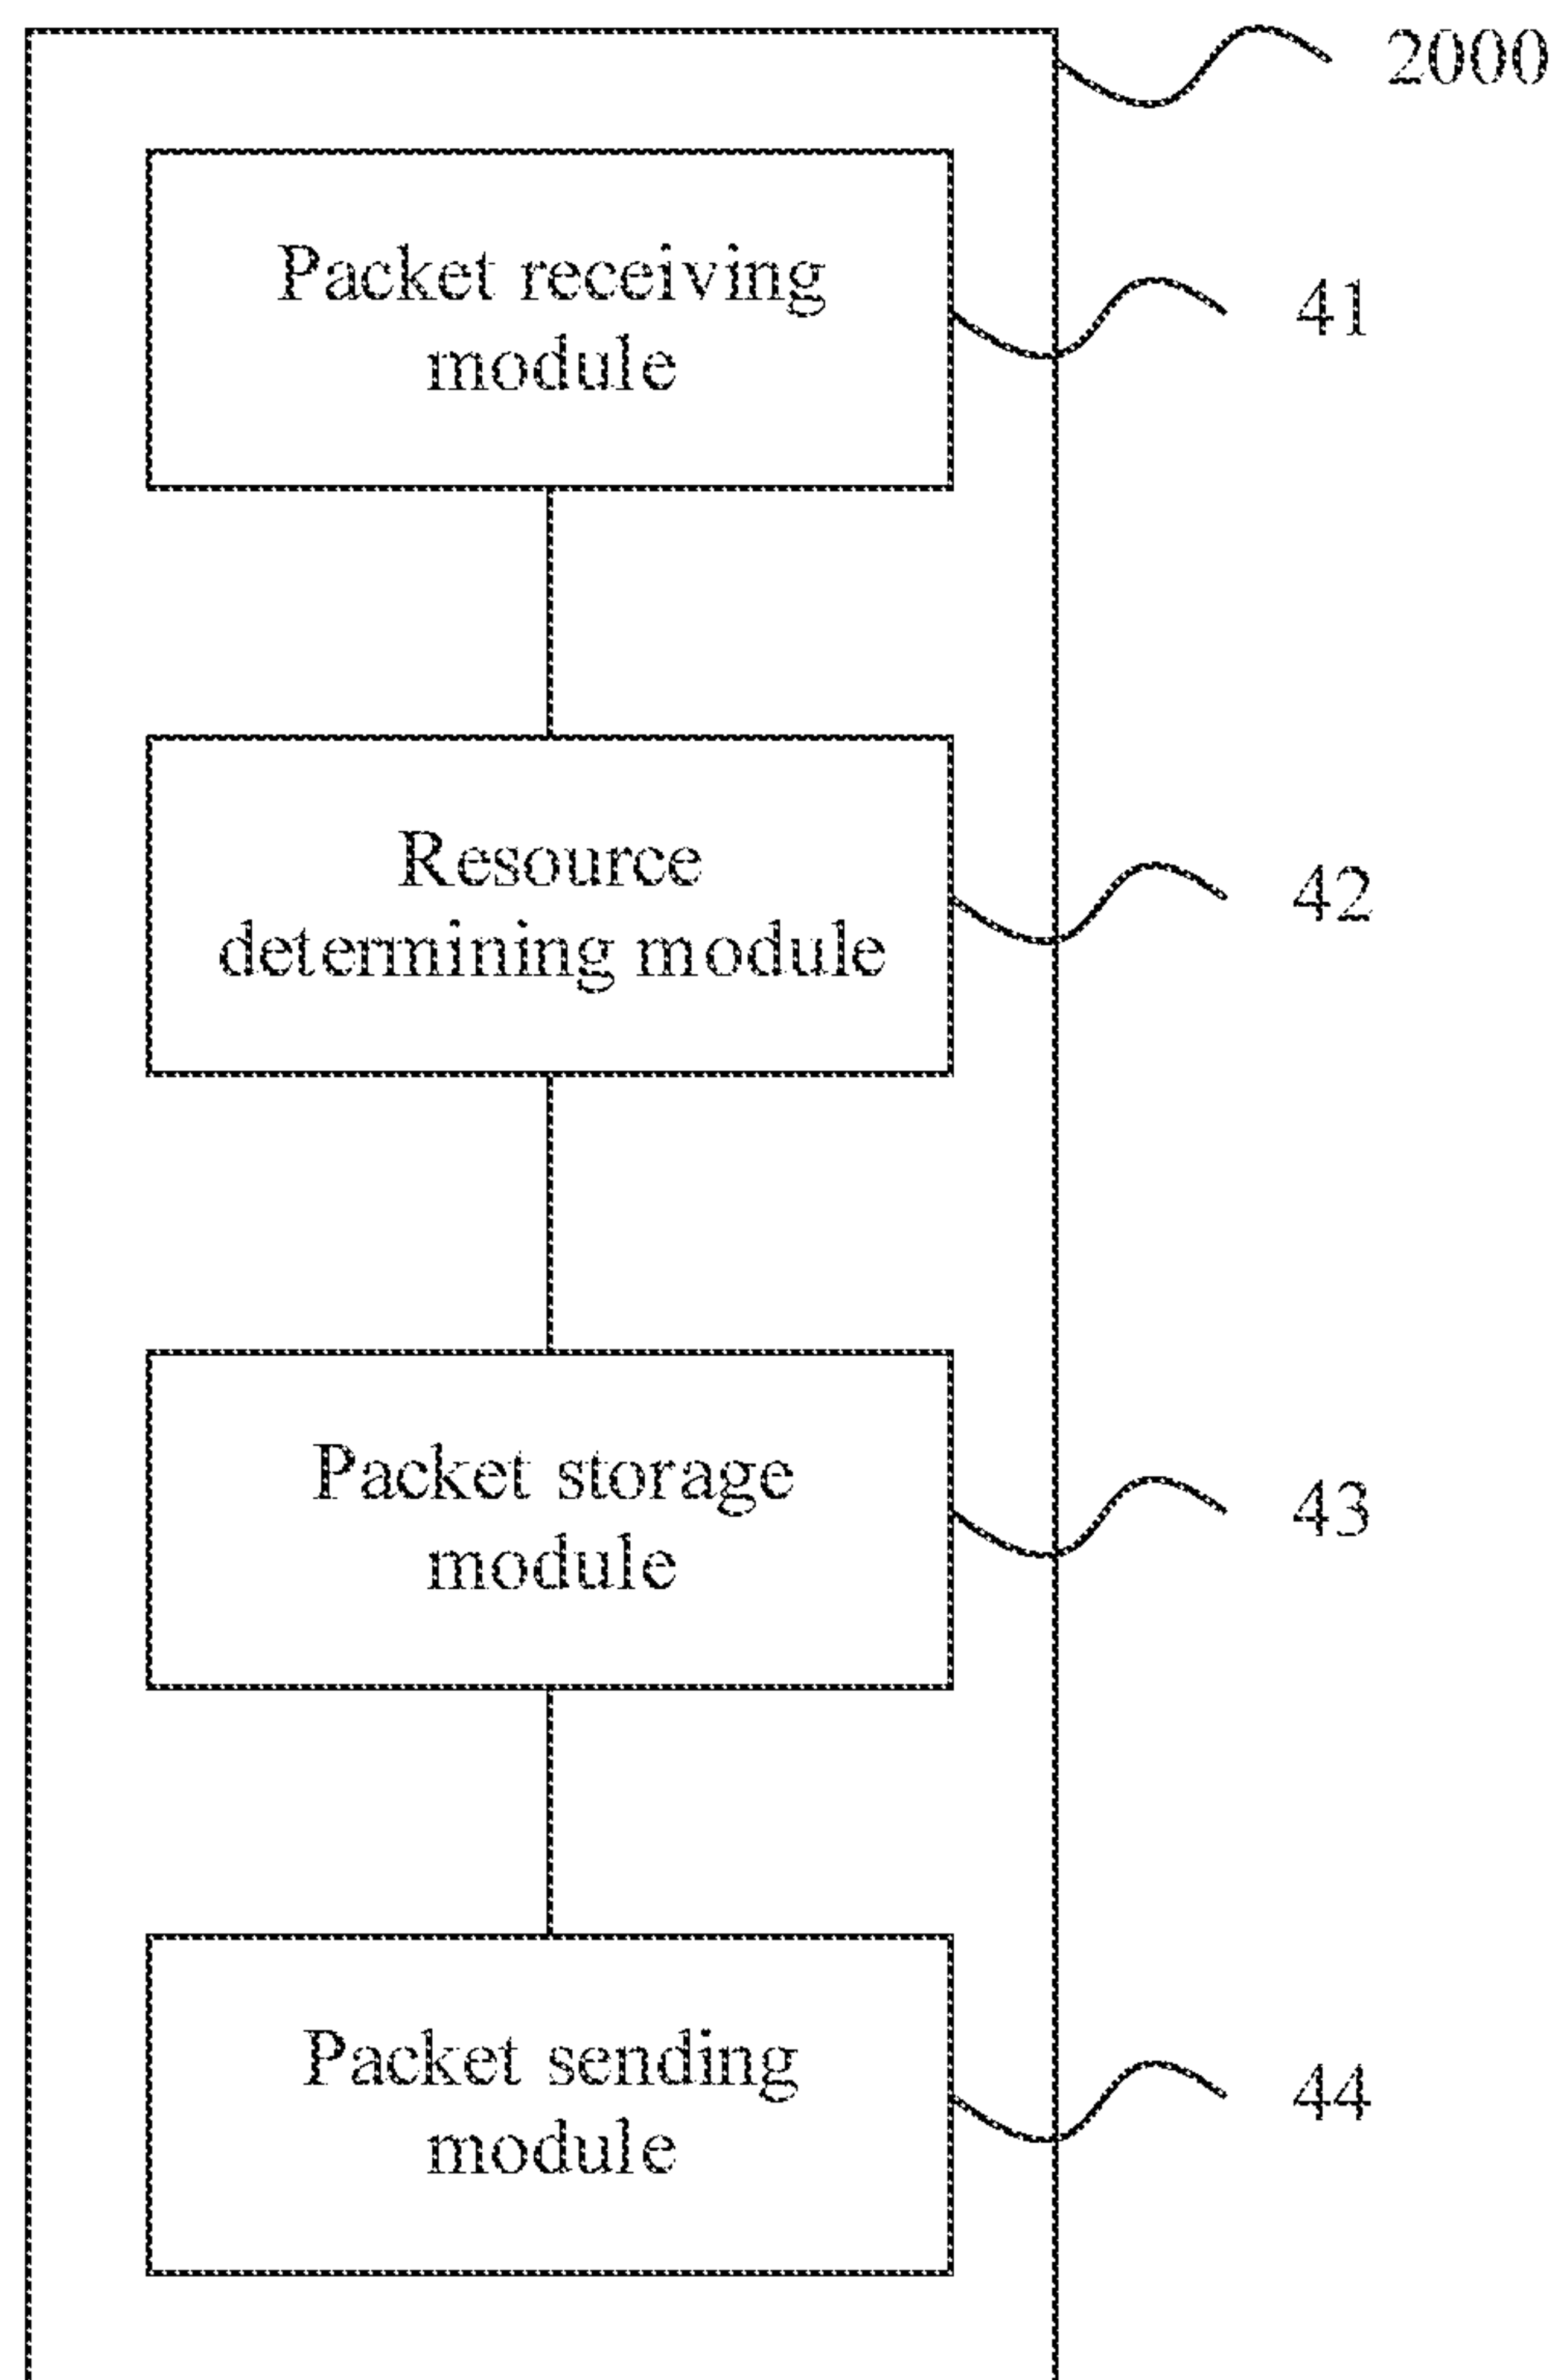 2000
Packet receiving
module
41
Resource
determining module
42
Packet storage
module
43
Packet sending
module
44